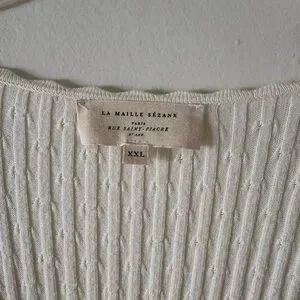 LA MAILLE SÉZANE
PARIS
RUE SAINT-FIACRE
2E ARR.
XXL